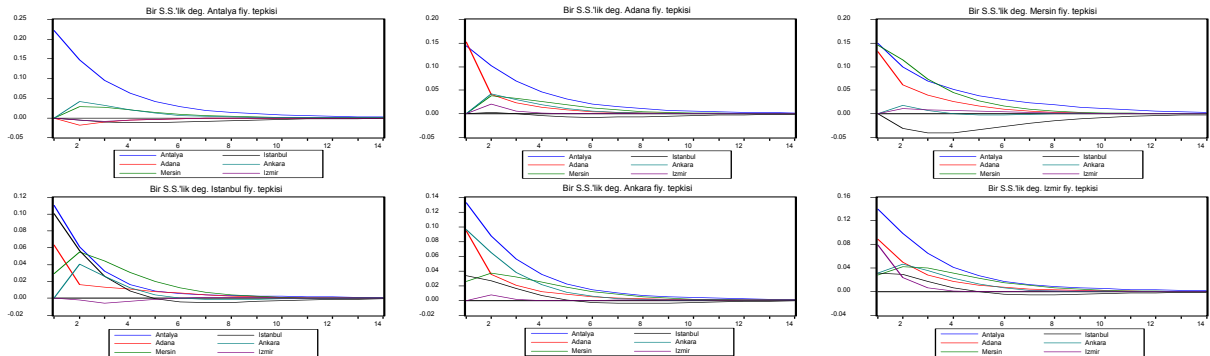 Bir S.S.'lik deg. Antalya fiy. tepkisi
0.25
0.20
0.15
0.10
0.05
0.00
-0.05
2 4 6 8 10 12 14
Antalya Istanbul
Adana Ankara
Mersin Izmir
Bir S.S.'lik deg. Adana fiy. tepkisi
0.20
0.15
0.10
0.05
0.00
-0.05
2 4 6 8 10 12 14
Antalya Istanbul
Adana Ankara
Mersin Izmir
Bir S.S.'lik deg. Mersin fiy. tepkisi
0.20
0.15
0.10
0.05
0.00
-0.05
2 4 6 8 10 12 14
Antalya Istanbul
Adana Ankara
Mersin Izmir
Bir S.S.'lik deg. Istanbul fiy. tepkisi
0.12
0.10
0.08
0.06
0.04
0.02
0.00
-0.02
2 4 6 8 10 12 14
Antalya Istanbul
Adana Ankara
Mersin Izmir
Bir S.S.'lik deg. Ankara fiy. tepkisi
0.14
0.12
0.10
0.08
0.06
0.04
0.02
0.00
-0.02
2 4 6 8 10 12 14
Antalya Istanbul
Adana Ankara
Mersin Izmir
Bir S.S.'lik deg. Izmir fiy. tepkisi
0.16
0.12
0.08
0.04
0.00
-0.04
2 4 6 8 10 12 14
Antalya Istanbul
Adana Ankara
Mersin Izmir